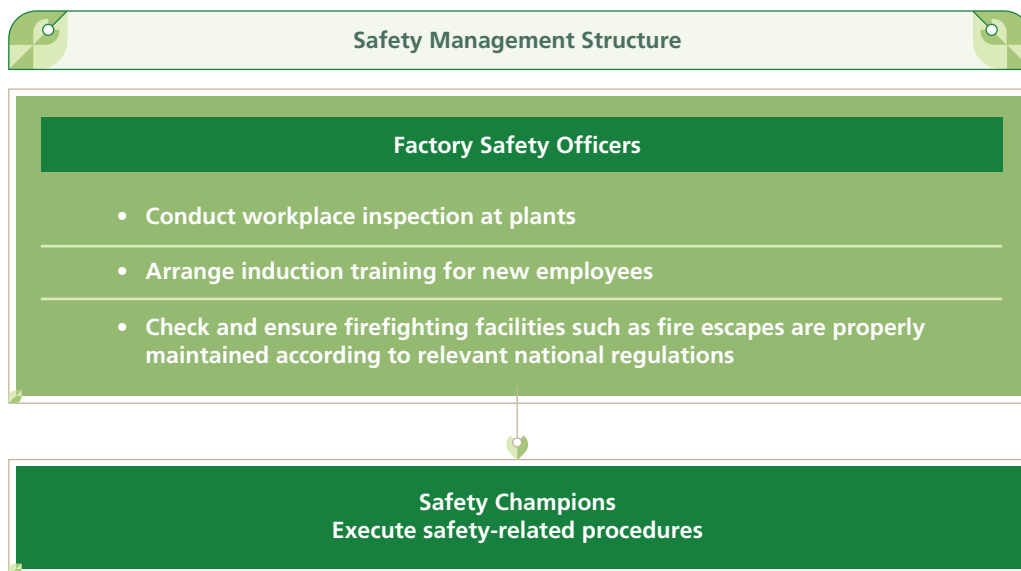 Safety Management Structure
Factory Safety Officers
• Conduct workplace inspection at plants
• Arrange induction training for new employees
• Check and ensure firefighting facilities such as fire escapes are properly
maintained according to relevant national regulations
Safety Champions
Execute safety-related procedures